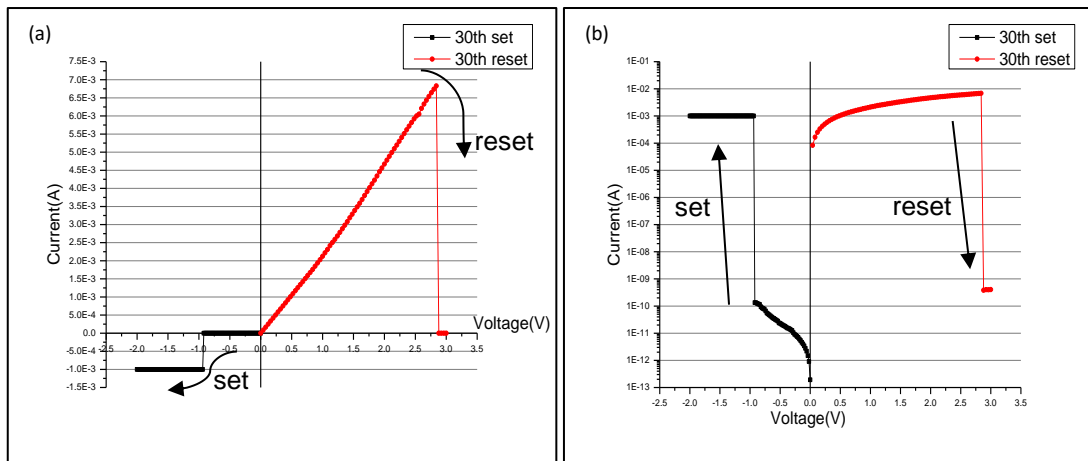 (a)
30th set
30th reset
7.5E-3
7.0E-3
6.5E-3
6.0E-3
5.5E-3
5.0E-3
4.5E-3
4.0E-3
3.5E-3
3.0E-3
2.5E-3
2.0E-3
1.5E-3
1.0E-3
5.0E-4
0.0
-5.0E-4
-1.0E-3
Current(A)
reset
Voltage(V)
-2.5 -2.0 -1.5 -1.0 -0.5 0.0 0.5 1.0 1.5 2.0 2.5 3.0 3.5
set
(b)
30th set
30th reset
1E-01
1E-02
1E-03
1E-04
1E-05
1E-06
1E-07
1E-08
1E-09
1E-10
1E-11
1E-12
1E-13
Current(A)
set
reset
-2.5 -2.0 -1.5 -1.0 -0.5 0.0 0.5 1.0 1.5 2.0 2.5 3.0 3.5
Voltage(V)